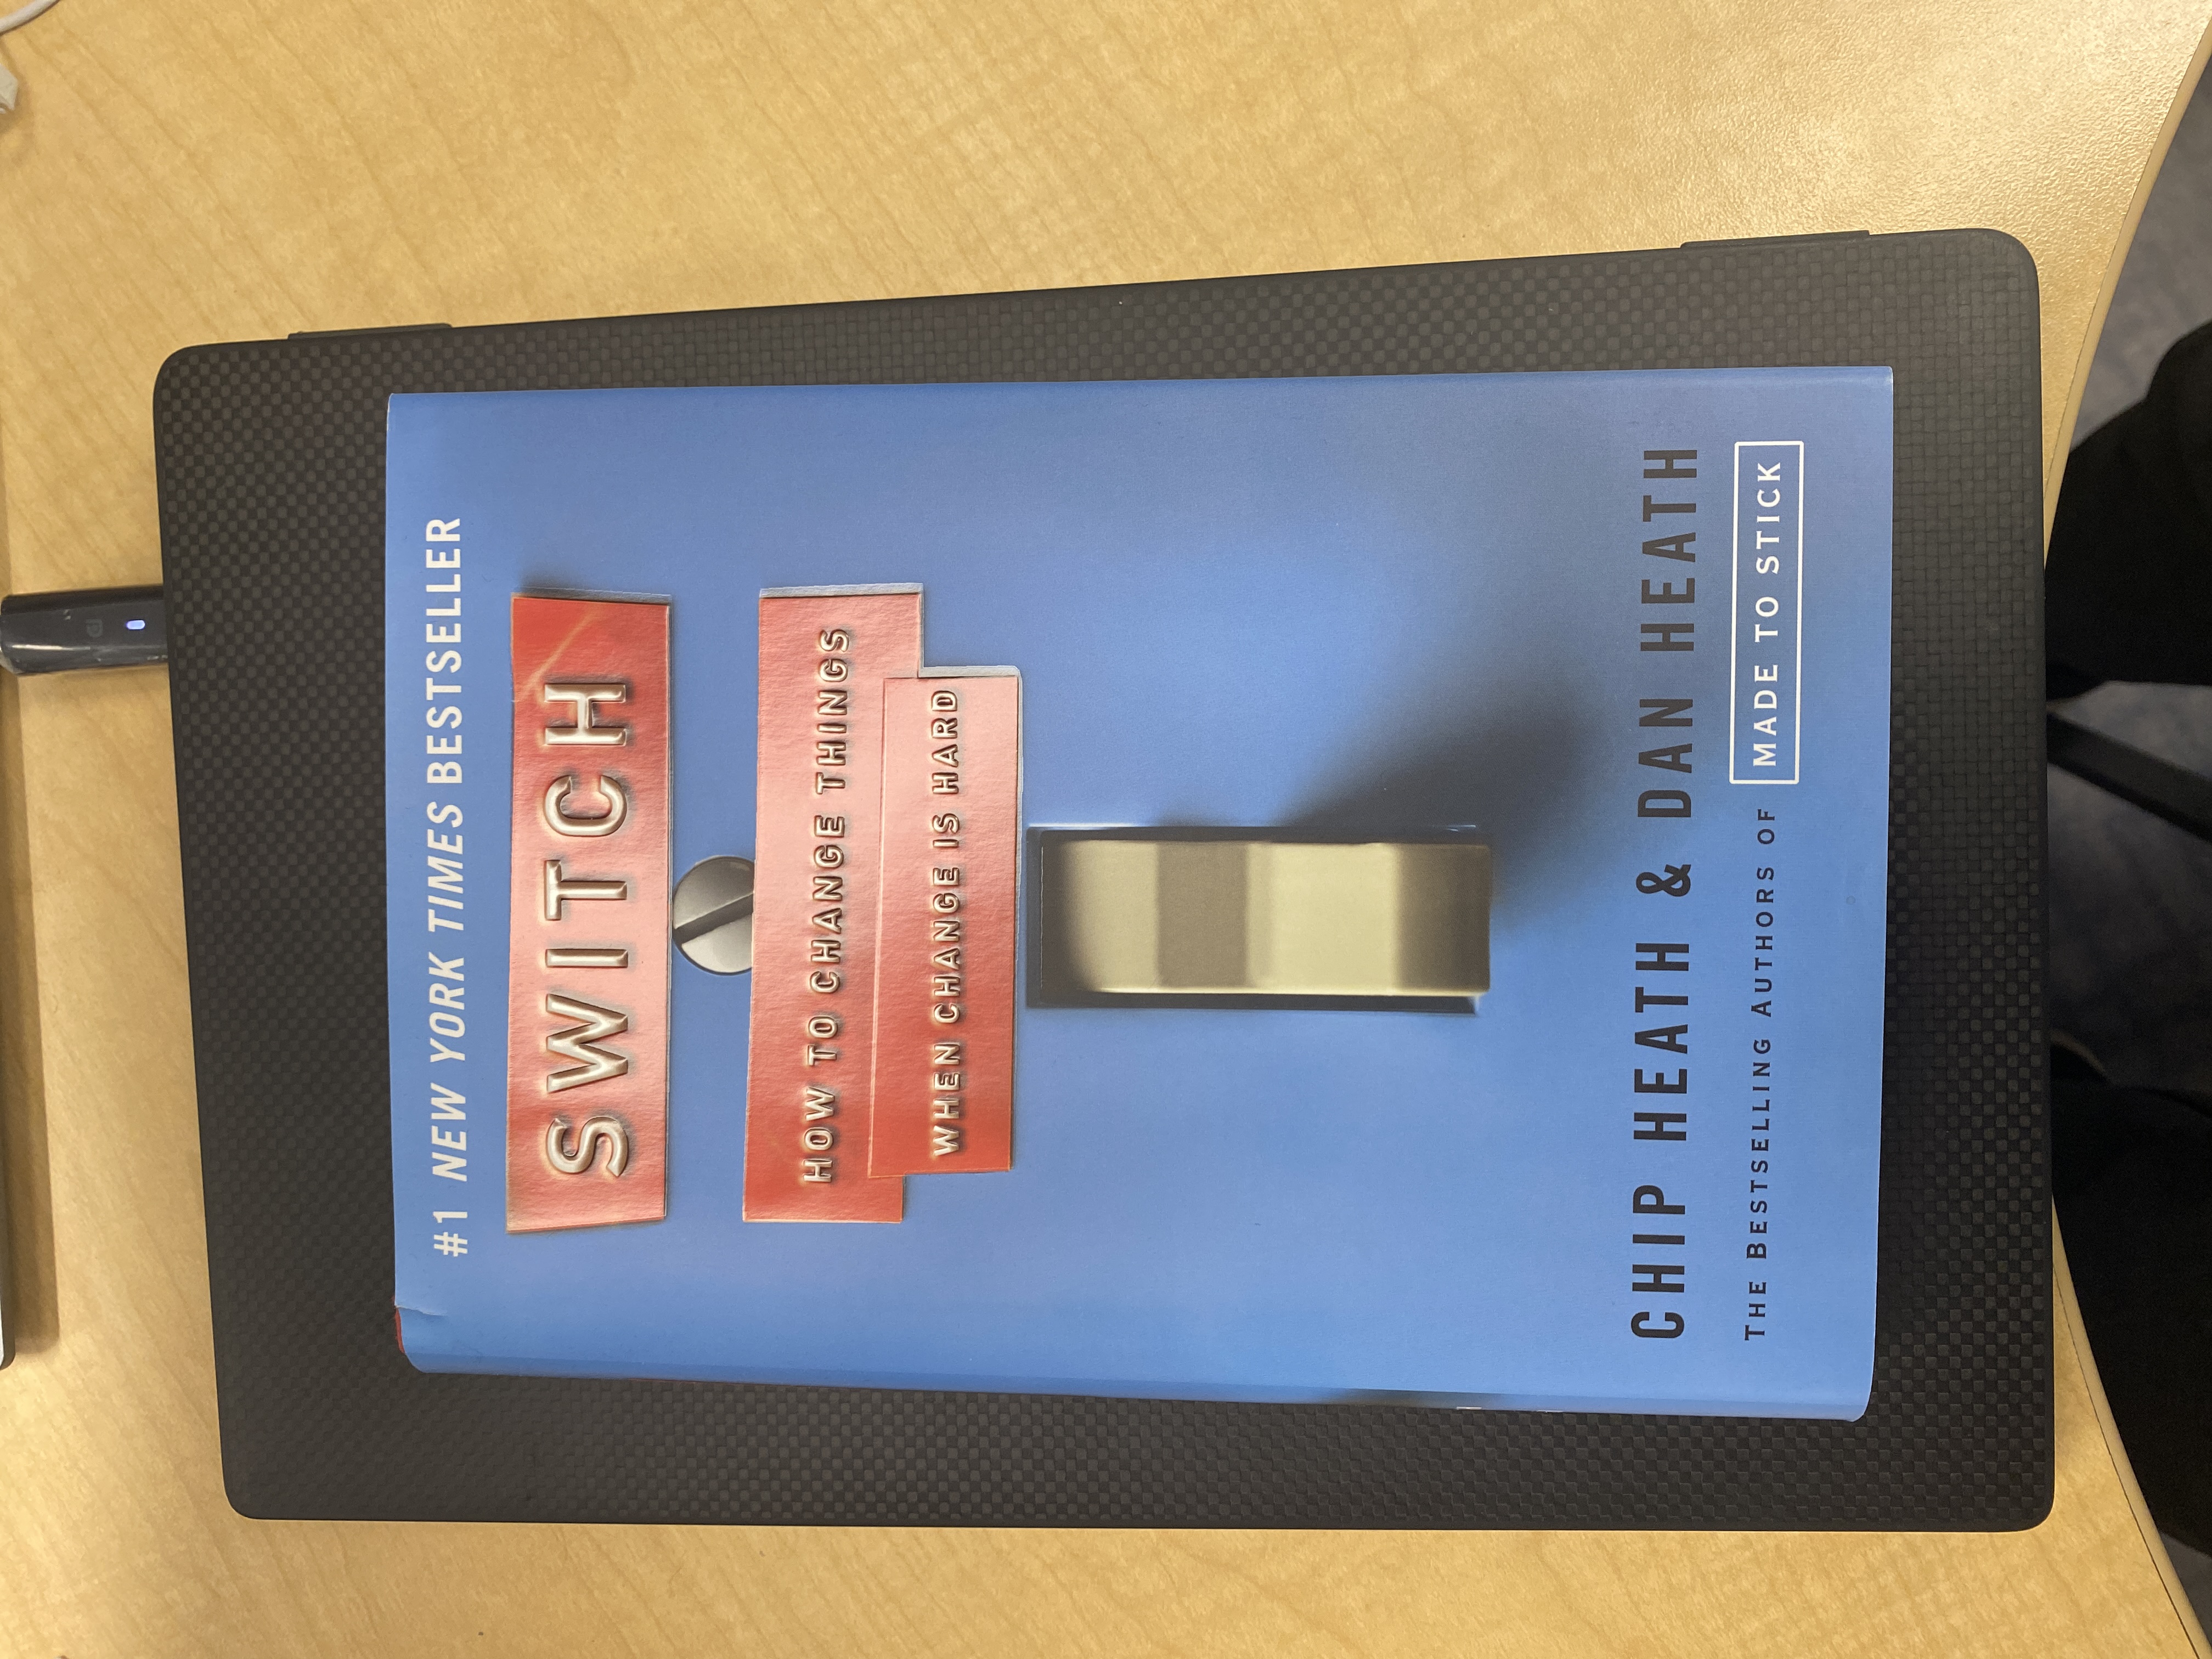 #1 NEW YORK TIMES BESTSELLER
SWITCH
HOW TO CHANGE THINGS
WHEN CHANGE IS HARD
CHIP HEATH & DAN HEATH
THE BESTSELLING AUTHORS OF MADE TO STICK